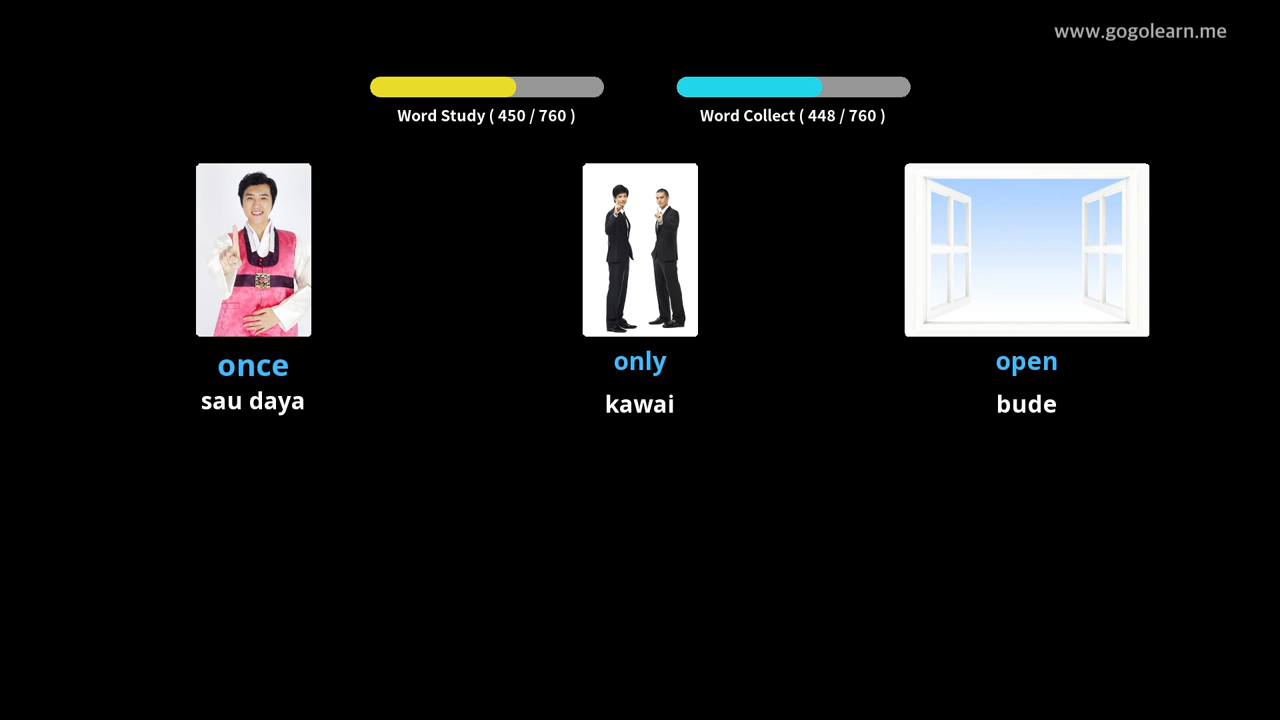 www.gogolearn.me
Word Study ( 450 / 760 )
Word Collect ( 448 / 760 )
once
sau daya
only
kawai
open
bude